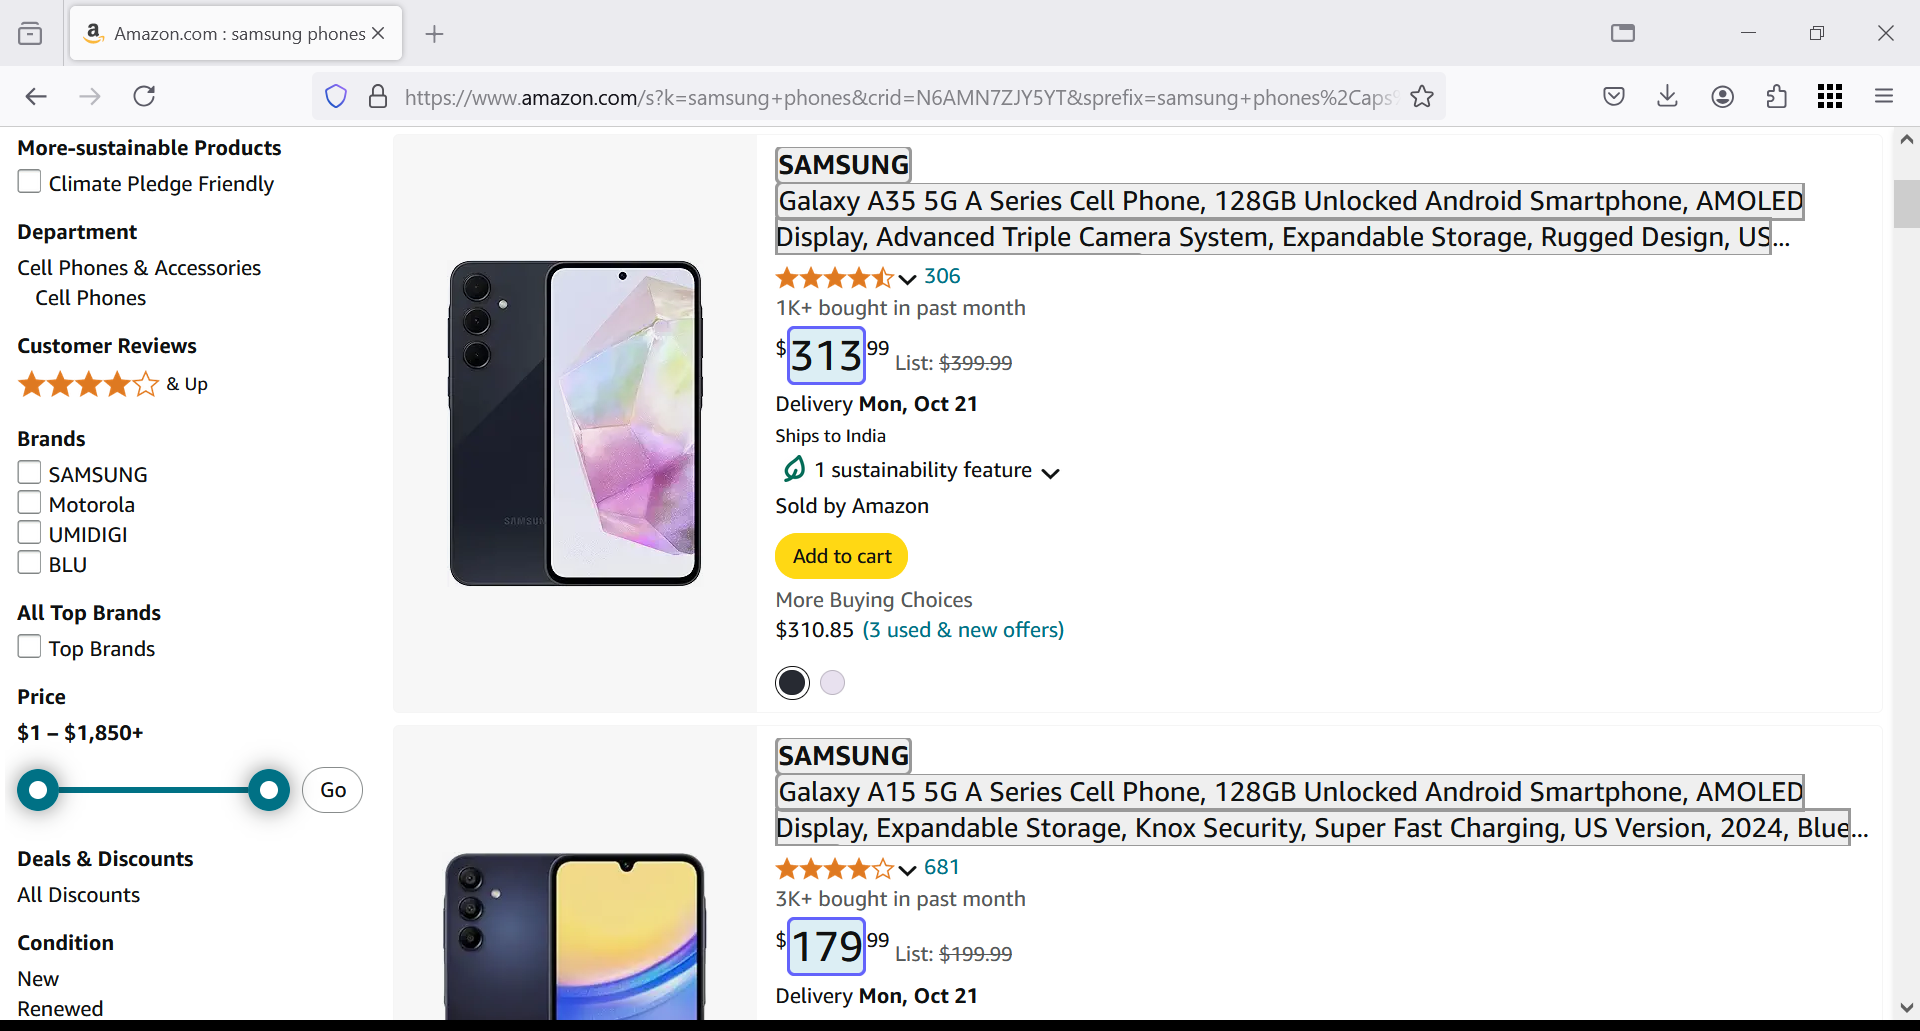 Amazon.com : samsung phones
https://www.amazon.com/s?k=samsung+phones&crid=N6AMN7ZJY5YT&sprefix=samsung+phones%2Caps%
More-sustainable Products
Climate Pledge Friendly
Department
Cell Phones & Accessories
Cell Phones
Customer Reviews
& Up
Brands
SAMSUNG
Motorola
UMIDIGI
BLU
All Top Brands
Top Brands
Price
$1 – $1,850+
Go
Deals & Discounts
All Discounts
Condition
New
Renewed
SAMSUNG
SAMSUNG
Galaxy A35 5G A Series Cell Phone, 128GB Unlocked Android Smartphone, AMOLED
Display, Advanced Triple Camera System, Expandable Storage, Rugged Design, US...
306
1K+ bought in past month
$313.99 List: $399.99
Delivery Mon, Oct 21
Ships to India
1 sustainability feature
Sold by Amazon
Add to cart
More Buying Choices
$310.85 (3 used & new offers)
SAMSUNG
Galaxy A15 5G A Series Cell Phone, 128GB Unlocked Android Smartphone, AMOLED
Display, Expandable Storage, Knox Security, Super Fast Charging, US Version, 2024, Blue...
681
3K+ bought in past month
$179.99 List: $199.99
Delivery Mon, Oct 21